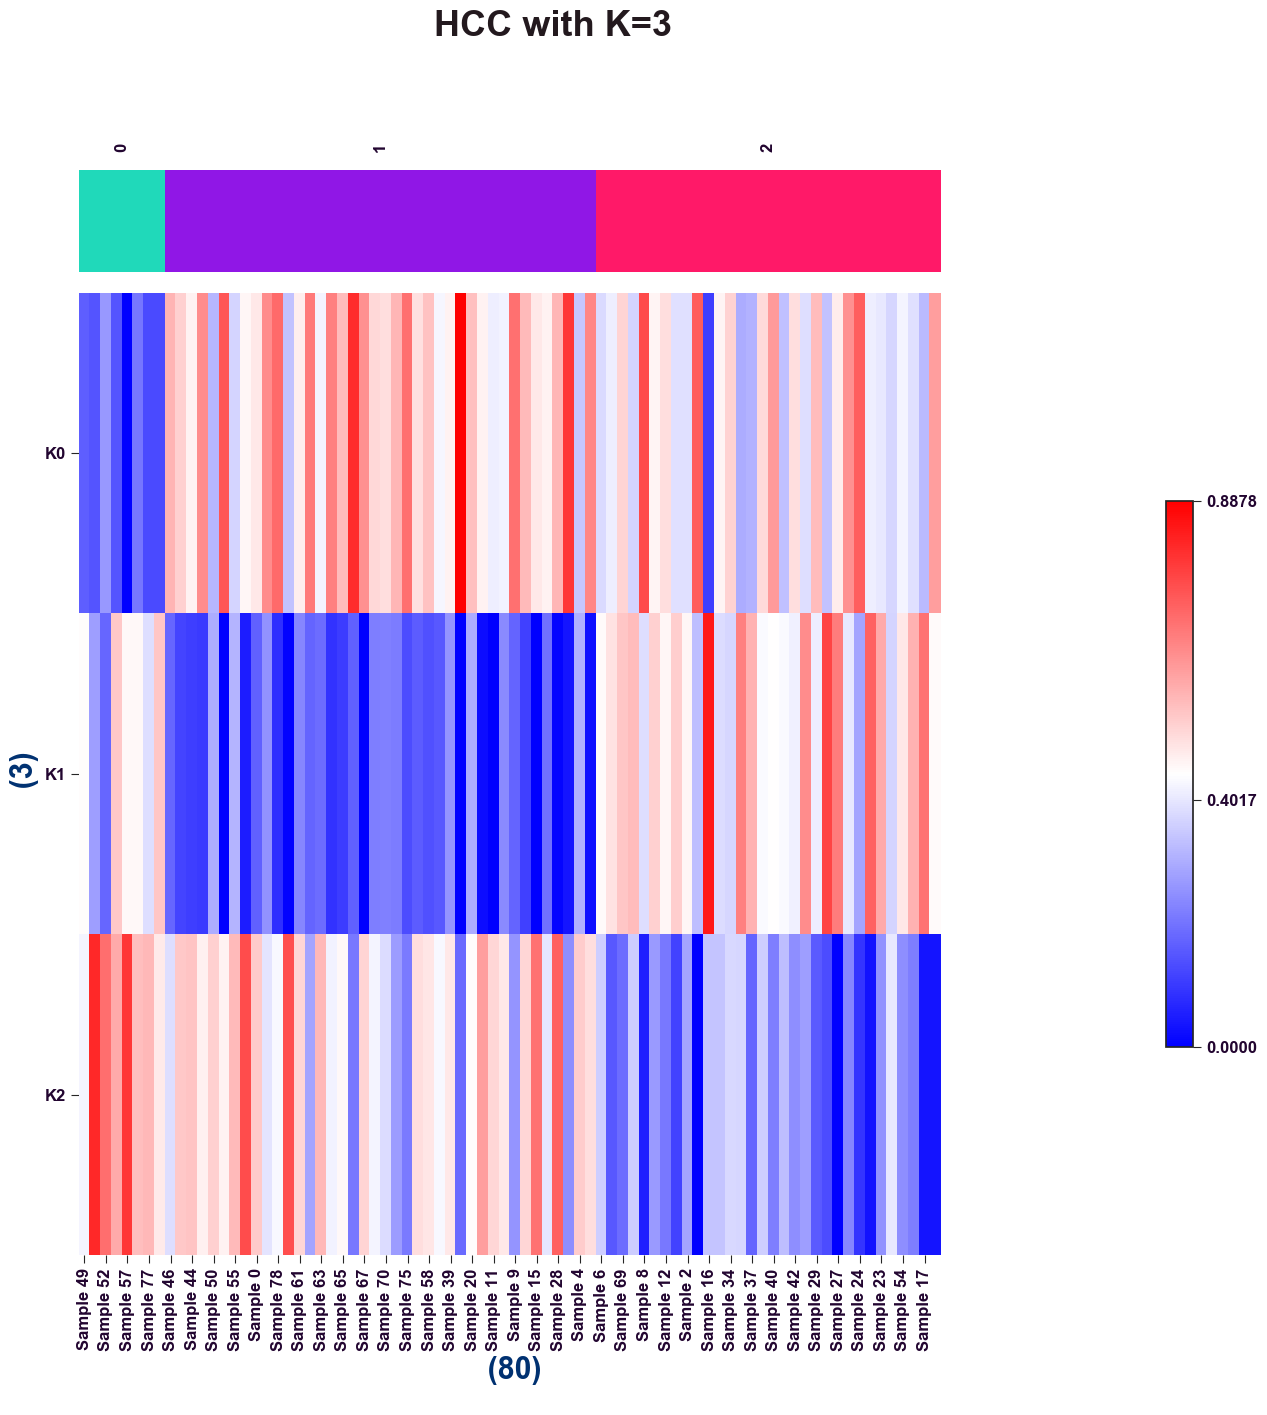 HCC with K=3
0
1
2
K0
K1
K2
(3)
0.8878
0.4017
0.0000
Sample 49
Sample 52
Sample 57
Sample 77
Sample 46
Sample 44
Sample 50
Sample 55
Sample 0
Sample 78
Sample 61
Sample 63
Sample 65
Sample 67
Sample 70
Sample 75
Sample 58
Sample 39
Sample 20
Sample 11
Sample 9
Sample 15
Sample 28
Sample 4
Sample 6
Sample 69
Sample 8
Sample 12
Sample 2
Sample 16
Sample 34
Sample 37
Sample 40
Sample 42
Sample 29
Sample 27
Sample 24
Sample 23
Sample 54
Sample 17
(80)